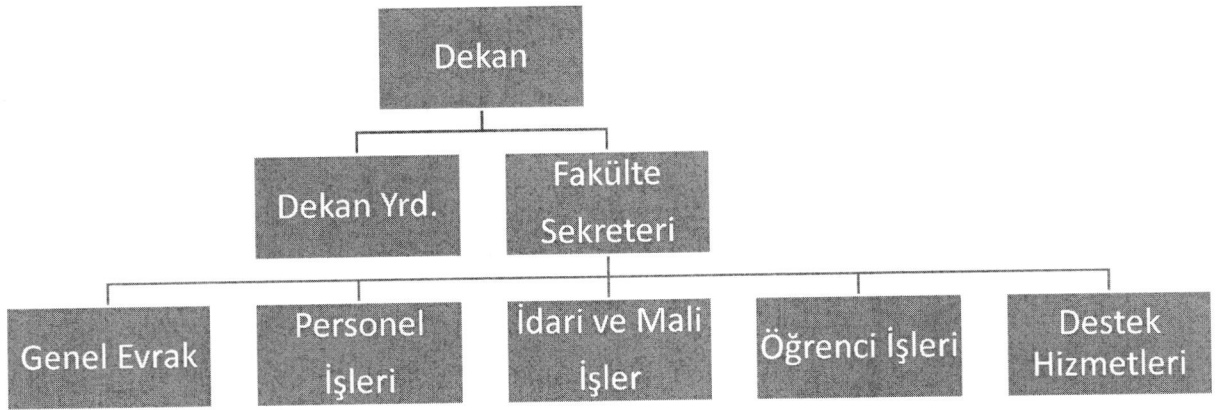 Dekan
Dekan Yrd.
Fakülte
Sekreteri
Genel Evrak
Personel
İşleri
İdari ve Mali
İşler
Öğrenci İşleri
Destek
Hizmetleri